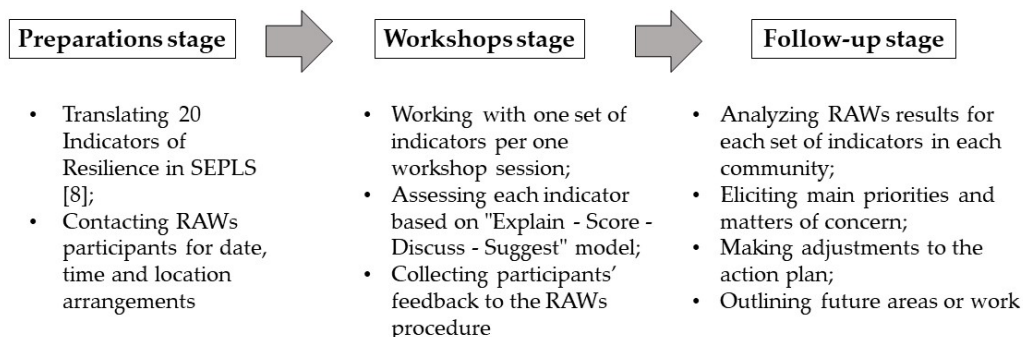 Preparations stage
Workshops stage
Follow-up stage
• Translating 20
Indicators of
Resilience in SEPLS
[8];
• Contacting RAWs
participants for date,
time and location
arrangements
• Working with one set of
indicators per one
workshop session;
• Assessing each indicator
based on "Explain - Score -
Discuss - Suggest" model;
• Collecting participants’
feedback to the RAWs
procedure
• Analyzing RAWs results for
each set of indicators in each
community;
• Eliciting main priorities and
matters of concern;
• Making adjustments to the
action plan;
• Outlining future areas or work